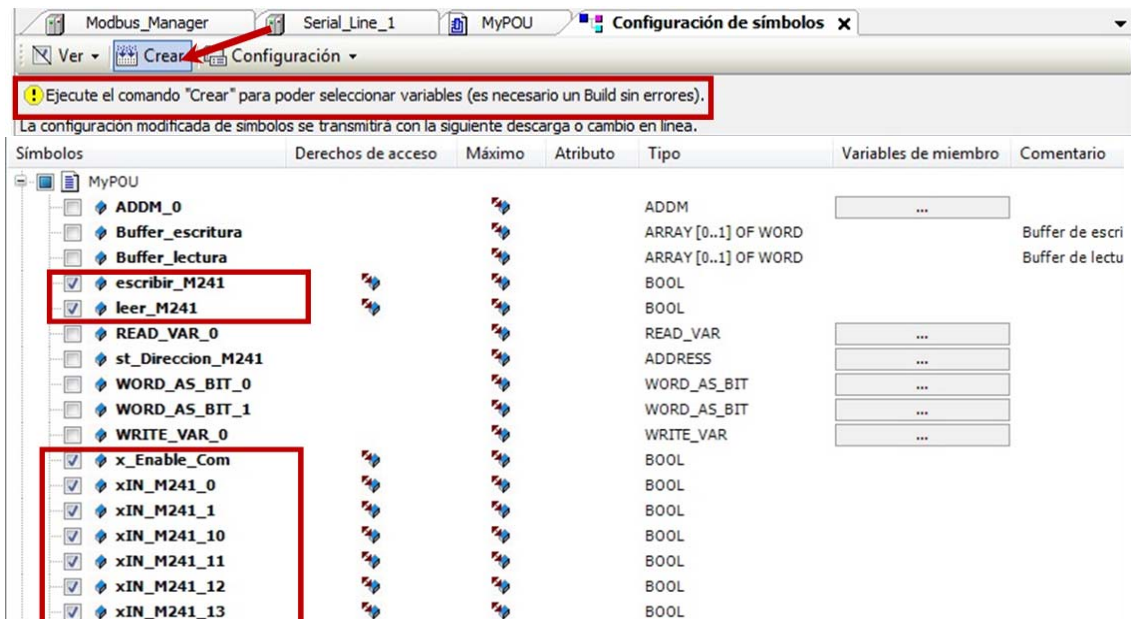 Modbus_Manager Serial_Line_1 MyPOU Configuración de símbolos
Ver Crear Configuración
Ejecute el comando "Crear" para poder seleccionar variables (es necesario un Build sin errores).
La configuración modificada de símbolos se transmitirá con la siguiente descarga o cambio en línea.
Símbolos Derechos de acceso Máximo Atributo Tipo Variables de miembro Comentario
MyPOU
ADDM_0 ADDM ...
Buffer_escritura ARRAY [0..1] OF WORD Buffer de escri
Buffer_lectura ARRAY [0..1] OF WORD Buffer de lectu
escribir_M241 BOOL
leer_M241 BOOL
READ_VAR_0 READ_VAR ...
st_Direccion_M241 ADDRESS ...
WORD_AS_BIT_0 WORD_AS_BIT ...
WORD_AS_BIT_1 WORD_AS_BIT ...
WRITE_VAR_0 WRITE_VAR ...
x_Enable_Com BOOL
xIN_M241_0 BOOL
xIN_M241_1 BOOL
xIN_M241_10 BOOL
xIN_M241_11 BOOL
xIN_M241_12 BOOL
xIN_M241_13 BOOL